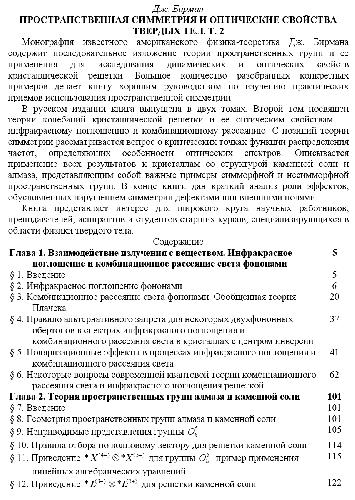 Дж. Бирман
ПРОСТРАНСТВЕННАЯ СИММЕТРИЯ И ОПТИЧЕСКИЕ СВОЙСТВА
ТВЕРДЫХ ТЕЛ. Т. 2
Монография известного американского физика-теоретика Дж. Бирмана
содержит последовательное изложение теории пространственных групп и ее
применения для исследования динамических и оптических свойств
кристаллической решетки. Большое количество разобранных конкретных
примеров делает книгу хорошим руководством по изучению практических
приемов использования пространственной симметрии.
В русском издании книга выпущена в двух томах. Второй том посвящен
теории колебаний кристаллической решетки и ее оптическим свойствам –
инфракрасному поглощению и комбинационному рассеянию. С позиций теории
симметрии рассматривается вопрос о критических точках функции распределения
частот, определяющих особенности оптических спектров. Описывается
применение всех результатов к кристаллам со структурой каменной соли и
алмаза, представляющим собой важные примеры симморфной и несимморфной
пространственных групп. В конце книги дан краткий анализ роли эффектов,
обусловленных нарушением симметрии дефектами или внешними полями.
Книга представляет интерес для широкого круга научных работников,
преподавателей, аспирантов и студентов старших курсов, специализирующихся в
области физики твердого тела.
Содержание
Глава 1. Взаимодействие излучения с веществом. Инфракрасное 5
поглощение и комбинационное рассеяние света фононами
§ 1. Введение 5
§ 2. Инфракрасное поглощение фононами 6
§ 3. Комбинационное рассеяние света фононами. Обобщенная теория 20
Плачека
§ 4. Правило альтернативного запрета для некоторых двухфононных 37
обертонов в спектрах инфракрасного поглощения и
комбинационного рассеяния света в кристаллах с центром инверсии
§ 5. Поляризационные эффекты в процессах инфракрасного поглощения и 41
комбинационного рассеяния света
§ 6. Некоторые вопросы современной квантовой теории комбинационного 62
рассеяния света и инфракрасного поглощения решеткой
Глава 2. Теория пространственных групп алмаза и каменной соли 101
§ 7. Введение 101
§ 8. Геометрия пространственных групп алмаза и каменной соли 101
§ 9. Неприводимые представления группы 105
§ 10. Правила отбора по волновому вектору для решетки каменной соли 114
§ 11. Приведение для группы пример применения 115
линейных алгебраических уравнений
§ 12. Приведение для решетки каменной соли 122